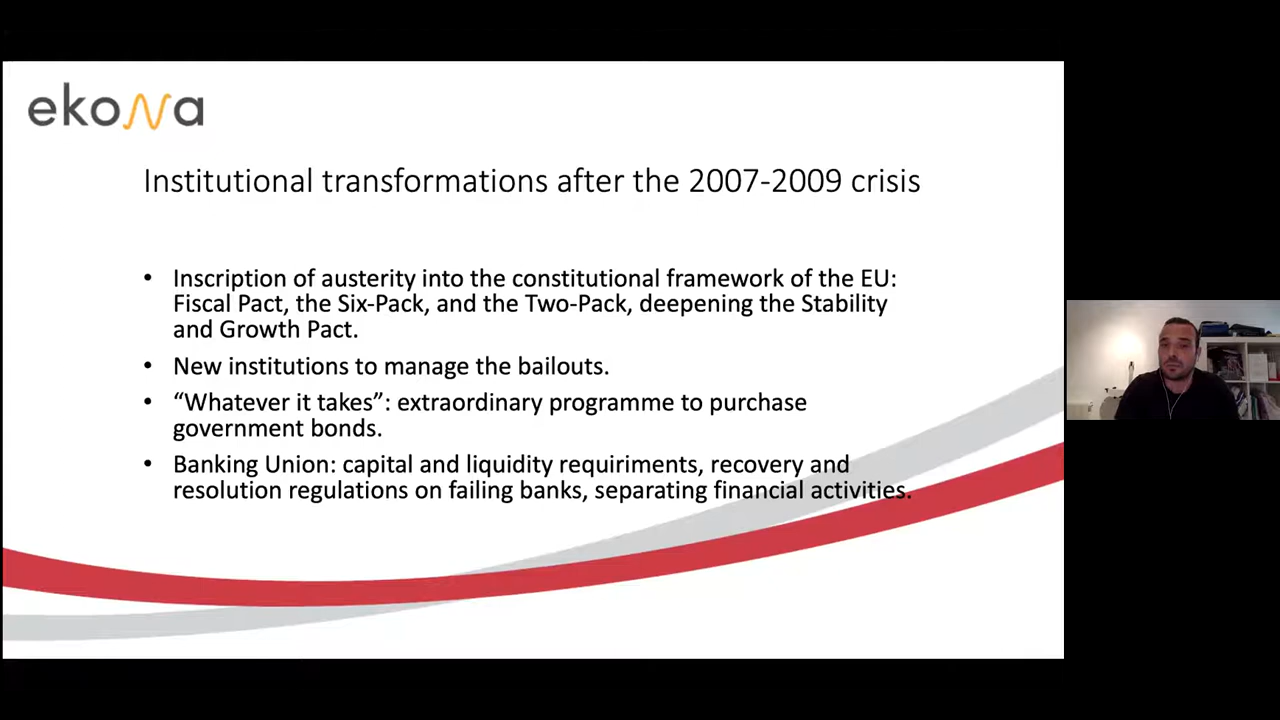 ekona
Institutional transformations after the 2007-2009 crisis
• Inscription of austerity into the constitutional framework of the EU:
Fiscal Pact, the Six-Pack, and the Two-Pack, deepening the Stability
and Growth Pact.
• New institutions to manage the bailouts.
• “Whatever it takes”: extraordinary programme to purchase
government bonds.
• Banking Union: capital and liquidity requiriments, recovery and
resolution regulations on failing banks, separating financial activities.